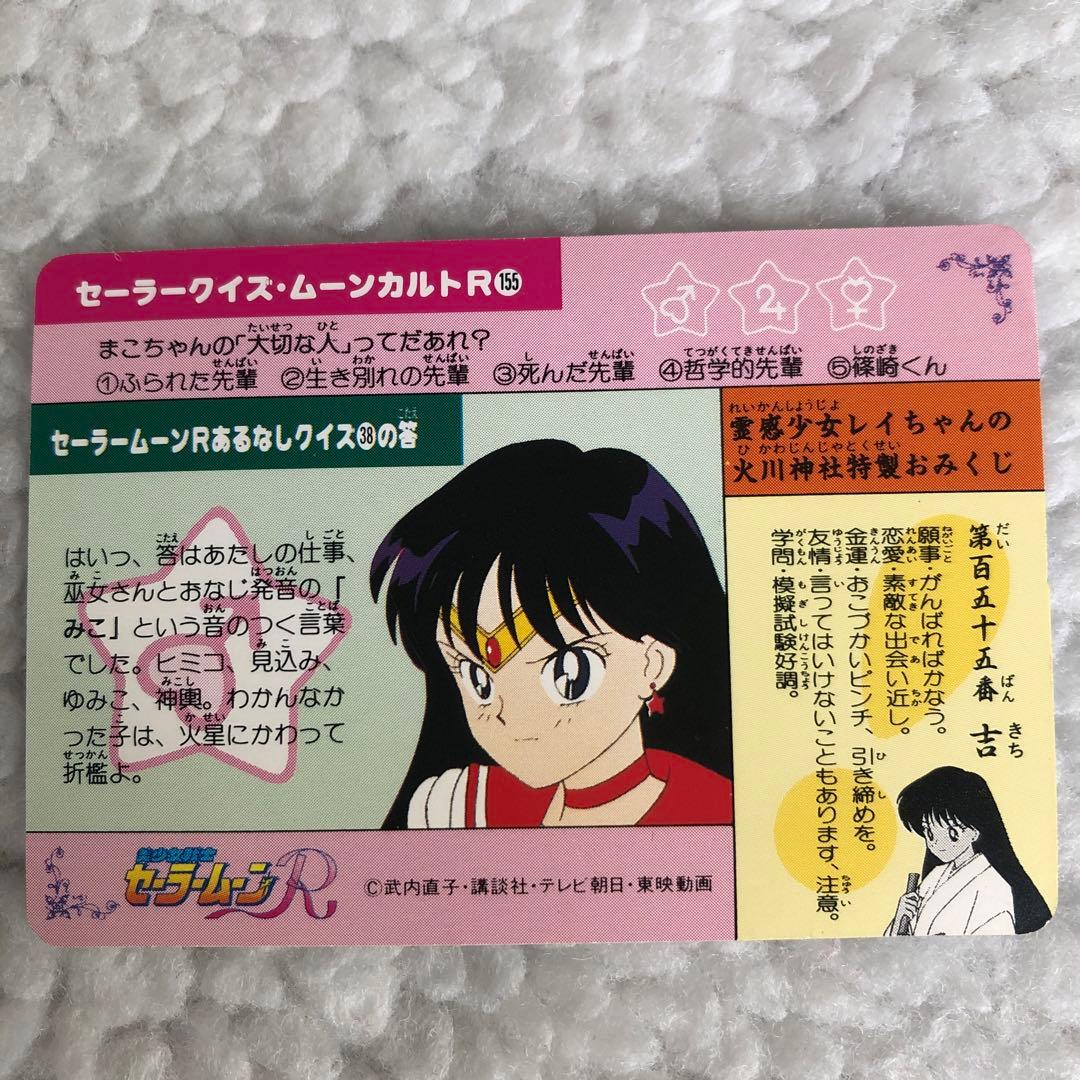 セーラークイズ・ムーンカルトR155
まこちゃんの「大切な人」ってだあれ?
①ふられた先輩 ②生き別れの先輩 ③死んだ先輩 ④哲学的先輩 ⑤篠崎くん
セーラームーンRあるなしクイズ㊳の答
はいっ、答はあたしの仕事、
巫女さんとおなじ発音の「
みこ」という音のつく言葉
でした。ヒミコ、見込み、
ゆみこ、神輿。わかんなか
った子は、火星にかわって
折檻よ。
霊感少女レイちゃんの
火川神社特製おみくじ
第百五十五番 吉
願事・がんばればかなう。
恋愛・素敵な出会い近し。
金運・おこづかいピンチ、引き締めを。
友情・言ってはいけないこともあります、注意。
学問・模擬試験好調。
美少女戦士
セーラームーンR
©武内直子・講談社・テレビ朝日・東映動画